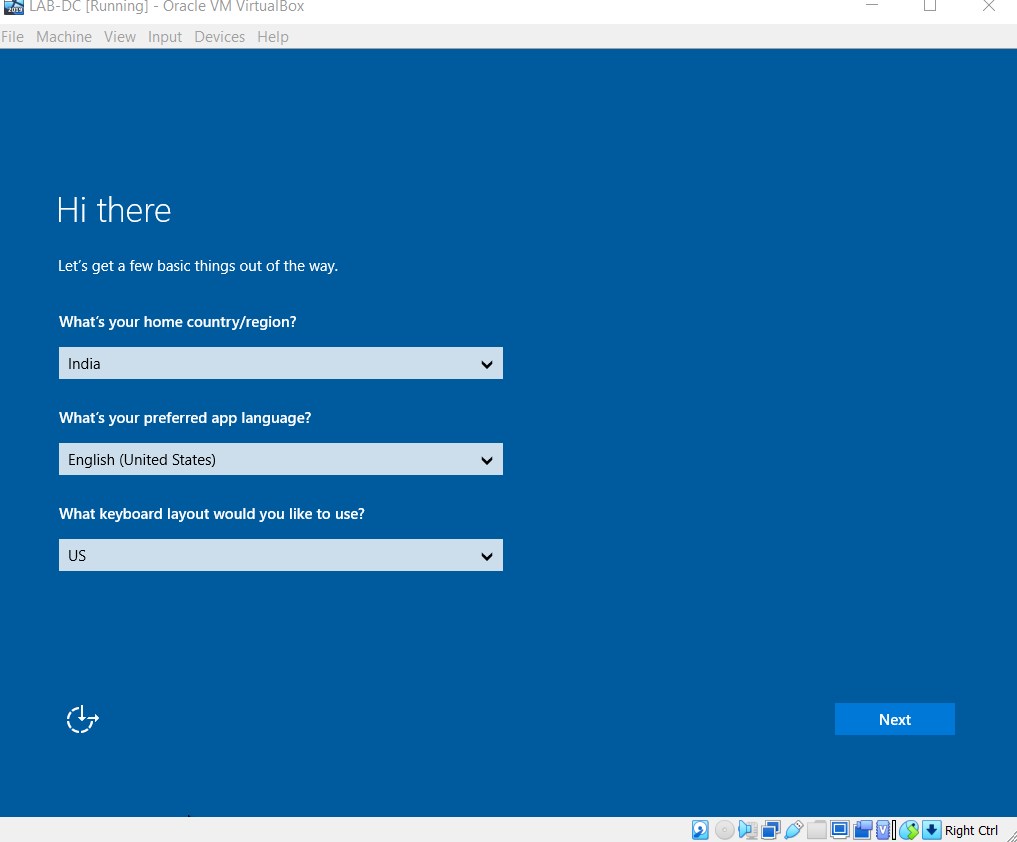 2019
LAB-DC [Running] - Oracle VM VirtualBox
File Machine View Input Devices Help
Hi there
Let's get a few basic things out of the way.
What's your home country/region?
India
What's your preferred app language?
English (United States)
What keyboard layout would you like to use?
US
Next
V
Right Ctrl